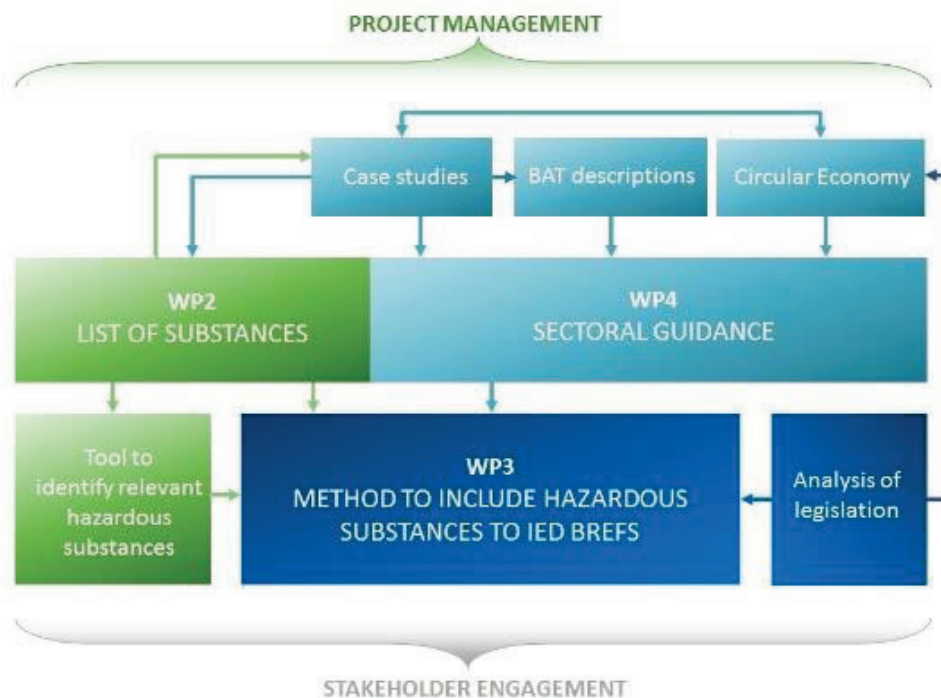 PROJECT MANAGEMENT
Case studies
BAT descriptions
Circular Economy
WP2
LIST OF SUBSTANCES
WP4
SECTORAL GUIDANCE
Tool to
identify relevant
hazardous
substances
WP3
METHOD TO INCLUDE HAZARDOUS
SUBSTANCES TO IED BREFS
Analysis of
legislation
STAKEHOLDER ENGAGEMENT